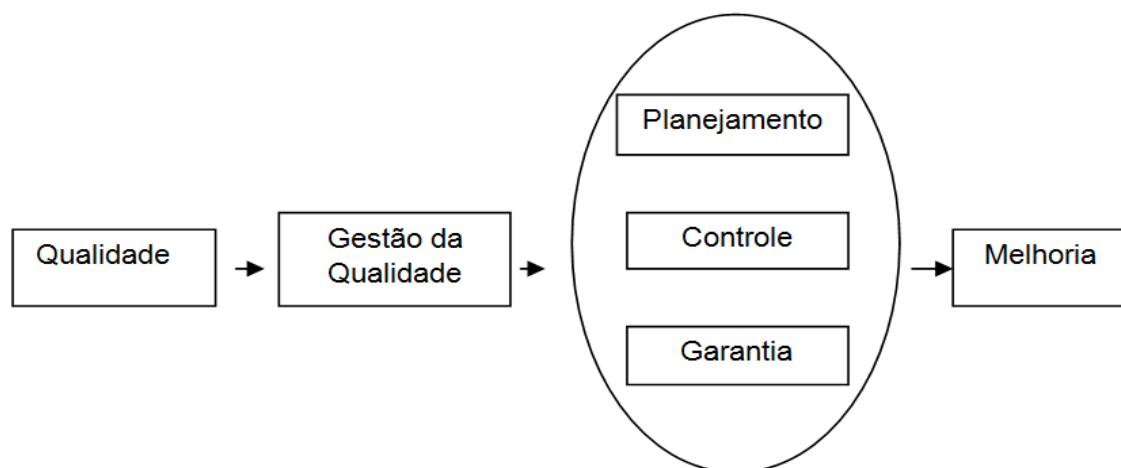 Qualidade
Gestão da
Qualidade
Planejamento
Controle
Garantia
Melhoria